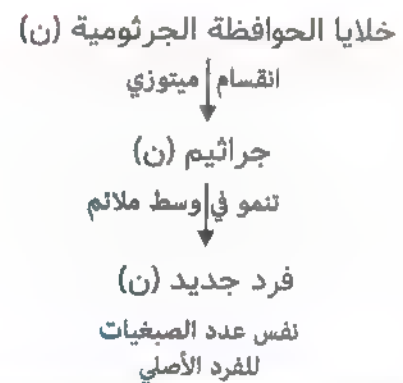 خلايا الحوافظة الجرثومية (ن)
انقسام ميتوزي
جراثيم (ن)
تنمو في وسط ملائم
فرد جديد (ن)
نفس عدد الصبغيات
للفرد الأصلي